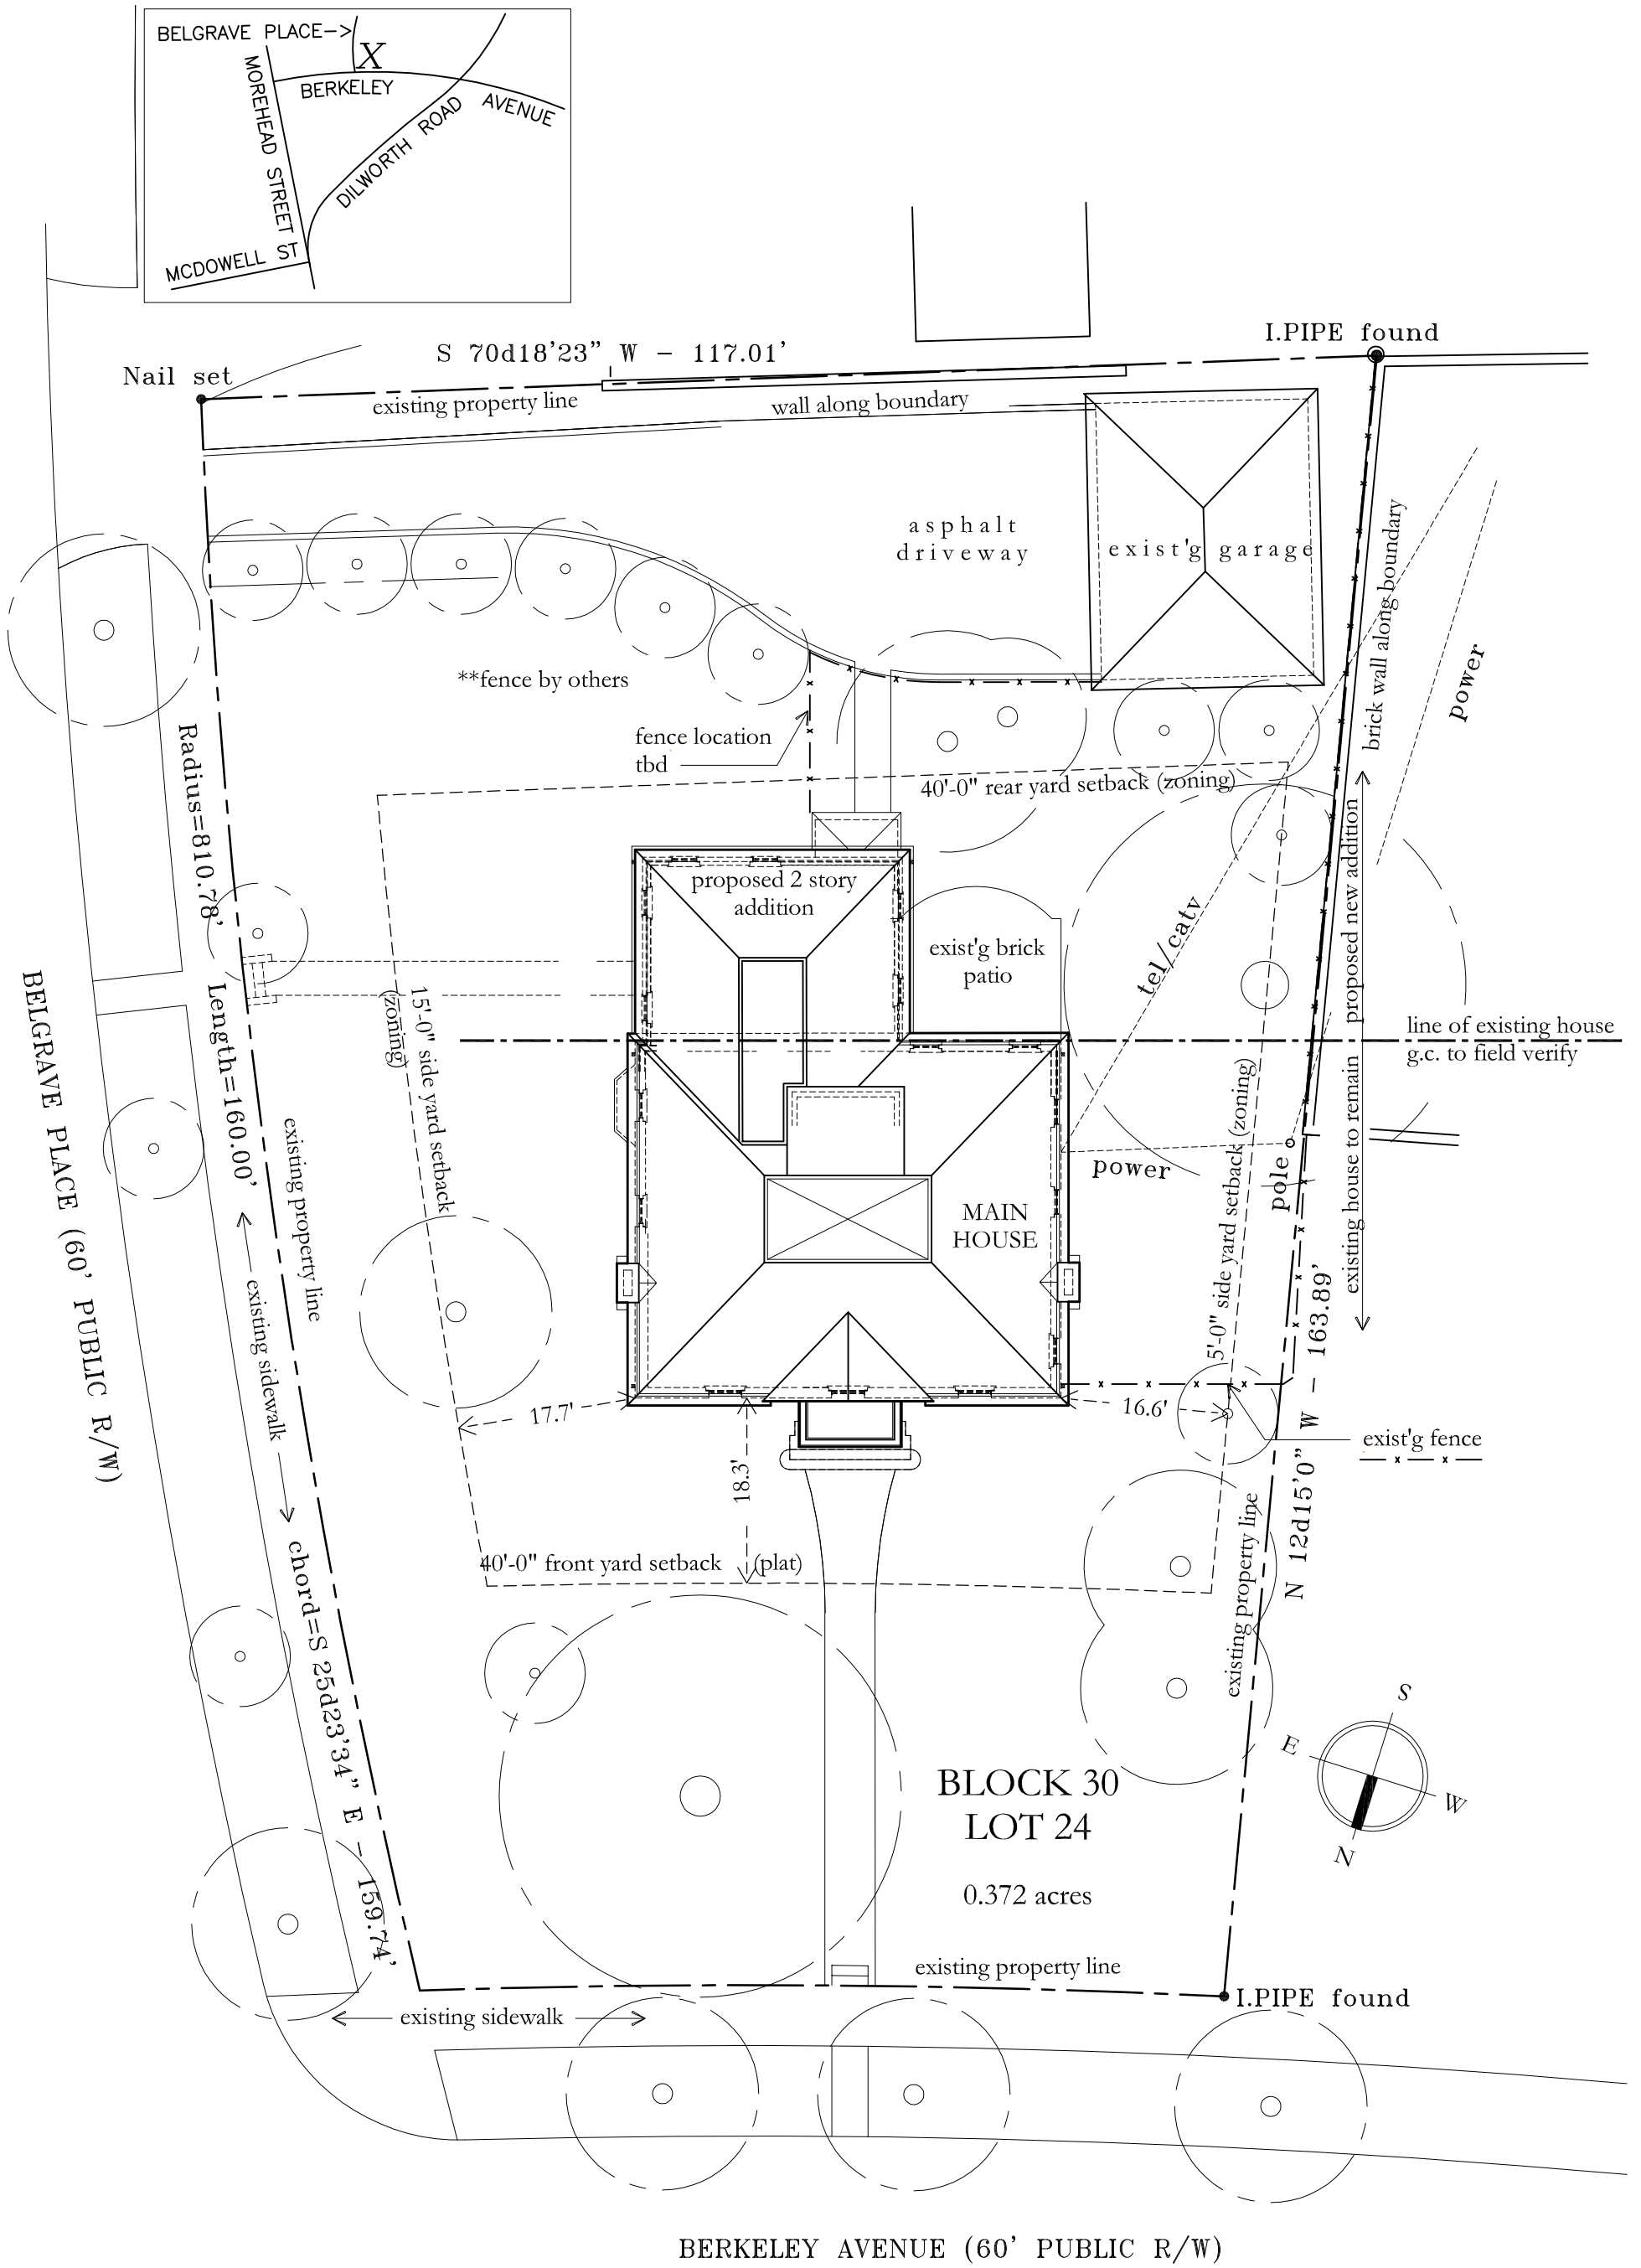 BELGRAVE PLACE->
X
MOREHEAD STREET
BERKELEY AVENUE
DILWORTH ROAD
MCDOWELL ST
I.PIPE found
S 70d18'23" W - 117.01'
Nail set
existing property line
wall along boundary
asphalt
driveway
exist'g garage
brick wall along boundary
power
**fence by others
fence location
tbd
40'-0" rear yard setback (zoning)
Radius=810.78'
Length=160.00'
chord=S 25d23'34" E - 159.74'
proposed 2 story
addition
exist'g brick
patio
tel/catv
proposed new addition
line of existing house
g.c. to field verify
existing house to remain
15'-0" side yard setback
(zoning)
BELGRAVE PLACE (60' PUBLIC R/W)
existing property line
existing sidewalk
power
pole
5'-0" side yard setback (zoning)
MAIN
HOUSE
N 12d15'0" W - 163.89'
17.7'
16.6'
18.3'
exist'g fence
40'-0" front yard setback (plat)
existing property line
S
E
W
N
BLOCK 30
LOT 24
0.372 acres
existing property line
I.PIPE found
existing sidewalk
BERKELEY AVENUE (60' PUBLIC R/W)